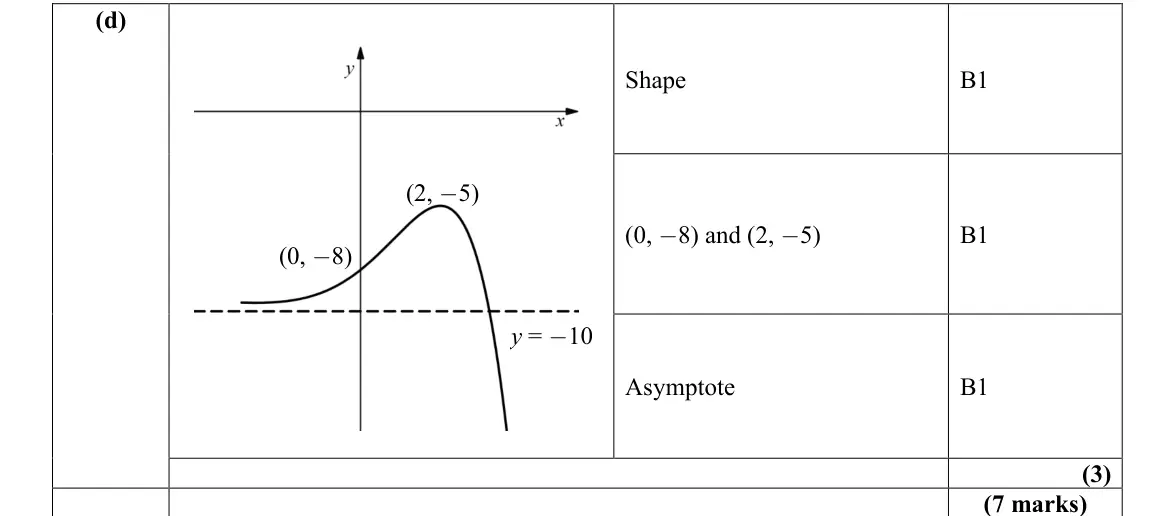 (d)
y
x
Shape
B1
(2, −5)
(0, −8)
(0, −8) and (2, −5)
B1
y = −10
Asymptote
B1
(3)
(7 marks)